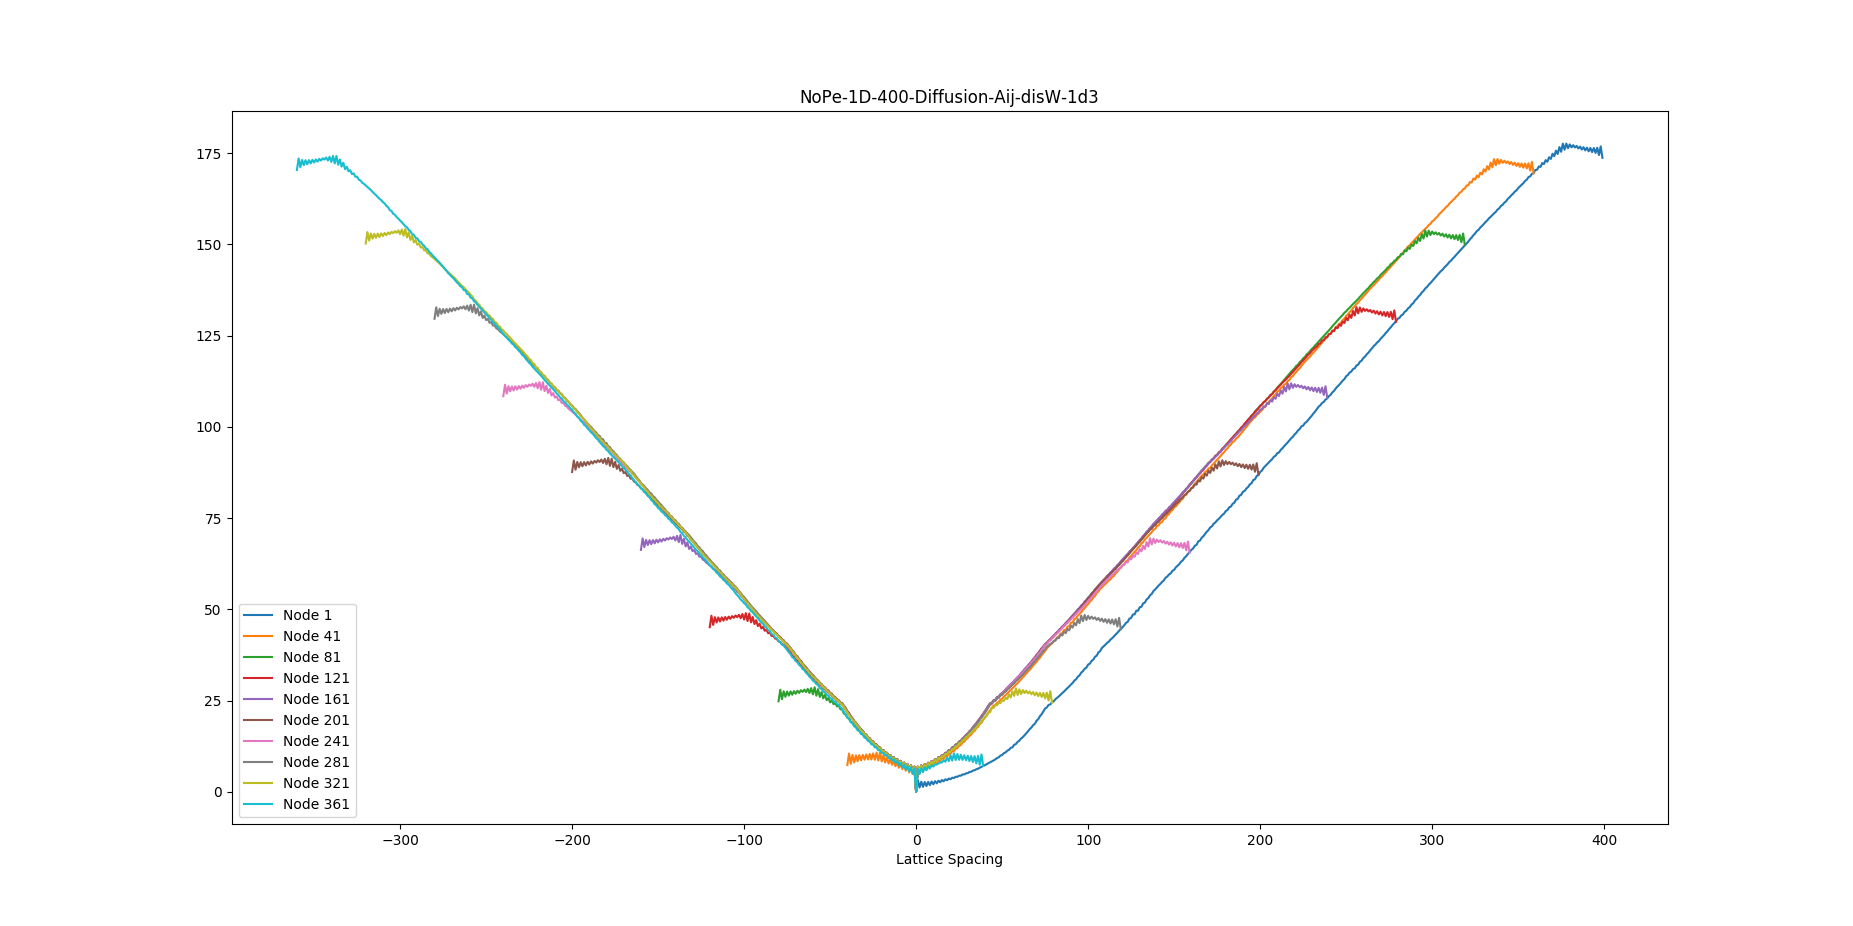 NoPe-1D-400-Diffusion-Aij-disW-1d3
175
150
125
100
75
50
25
0
Node 1
Node 41
Node 81
Node 121
Node 161
Node 201
Node 241
Node 281
Node 321
Node 361
−300 −200 −100 0 100 200 300 400
Lattice Spacing